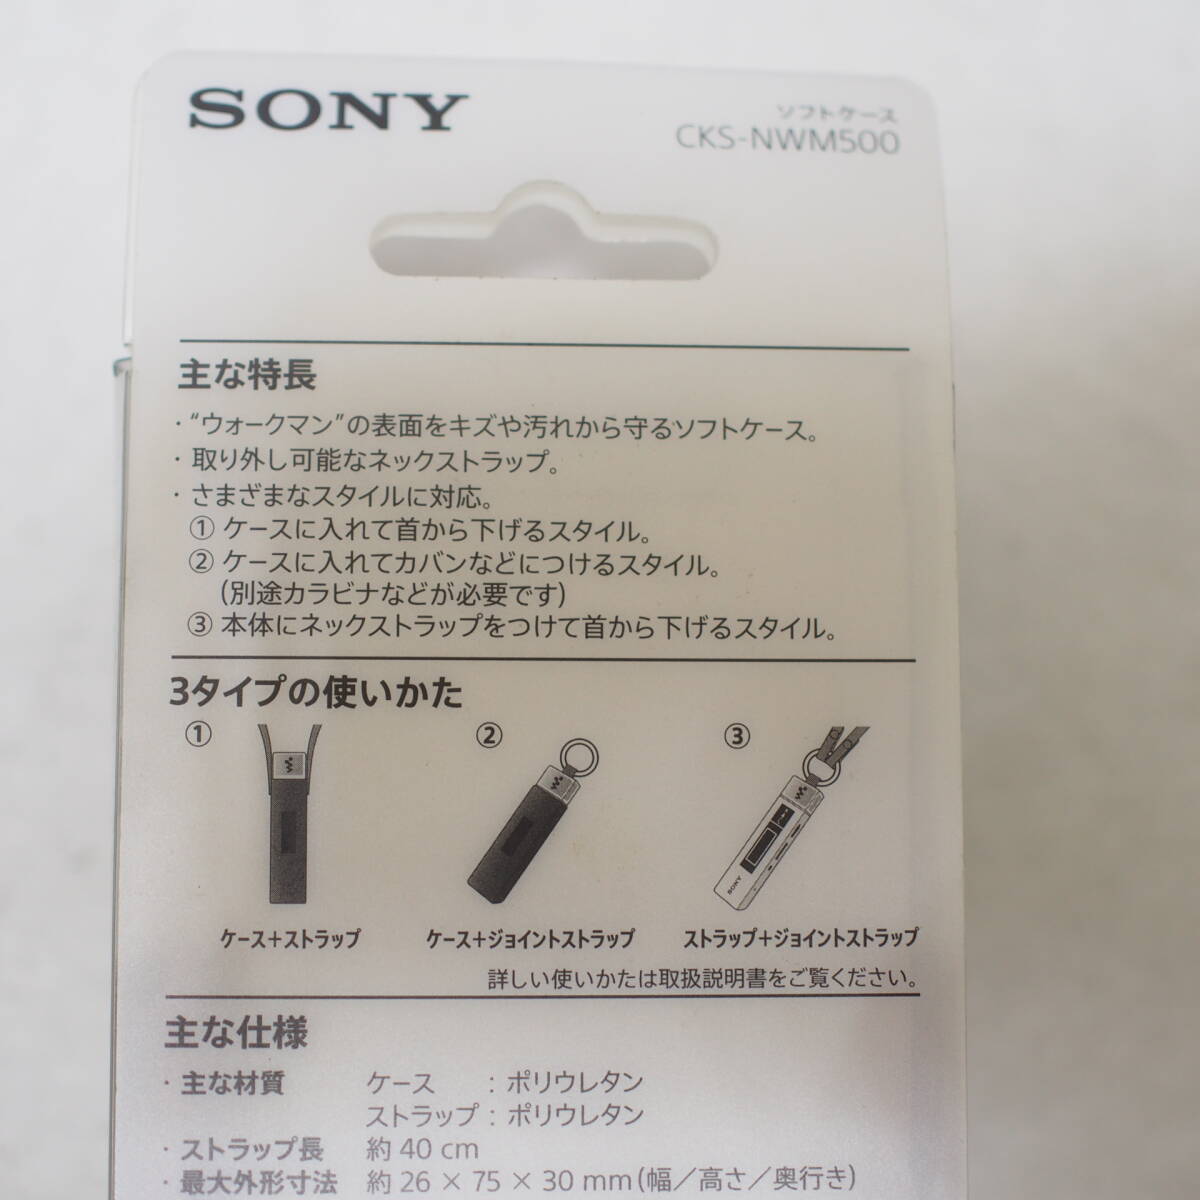 SONY
ソフトケース
CKS-NWM500
主な特長
・“ウォークマン”の表面をキズや汚れから守るソフトケース。
・取り外し可能なネックストラップ。
・さまざまなスタイルに対応。
① ケースに入れて首から下げるスタイル。
② ケースに入れてカバンなどにつけるスタイル。
(別途カラビナなどが必要です)
③ 本体にネックストラップをつけて首から下げるスタイル。
3タイプの使いかた
① ② ③
SONY
ケース+ストラップ ケース+ジョイントストラップ ストラップ+ジョイントストラップ
詳しい使いかたは取扱説明書をご覧ください。
主な仕様
・主な材質 ケース : ポリウレタン
ストラップ : ポリウレタン
・ストラップ長 約 40 cm
・最大外形寸法 約 26 × 75 × 30 mm (幅／高さ／奥行き)